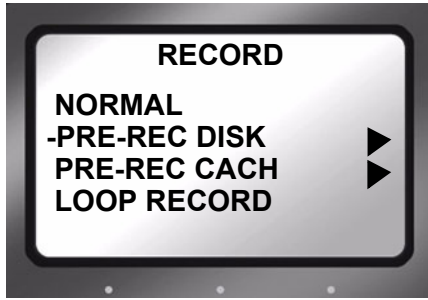 RECORD
NORMAL
-PRE-REC DISK
PRE-REC CACH
LOOP RECORD